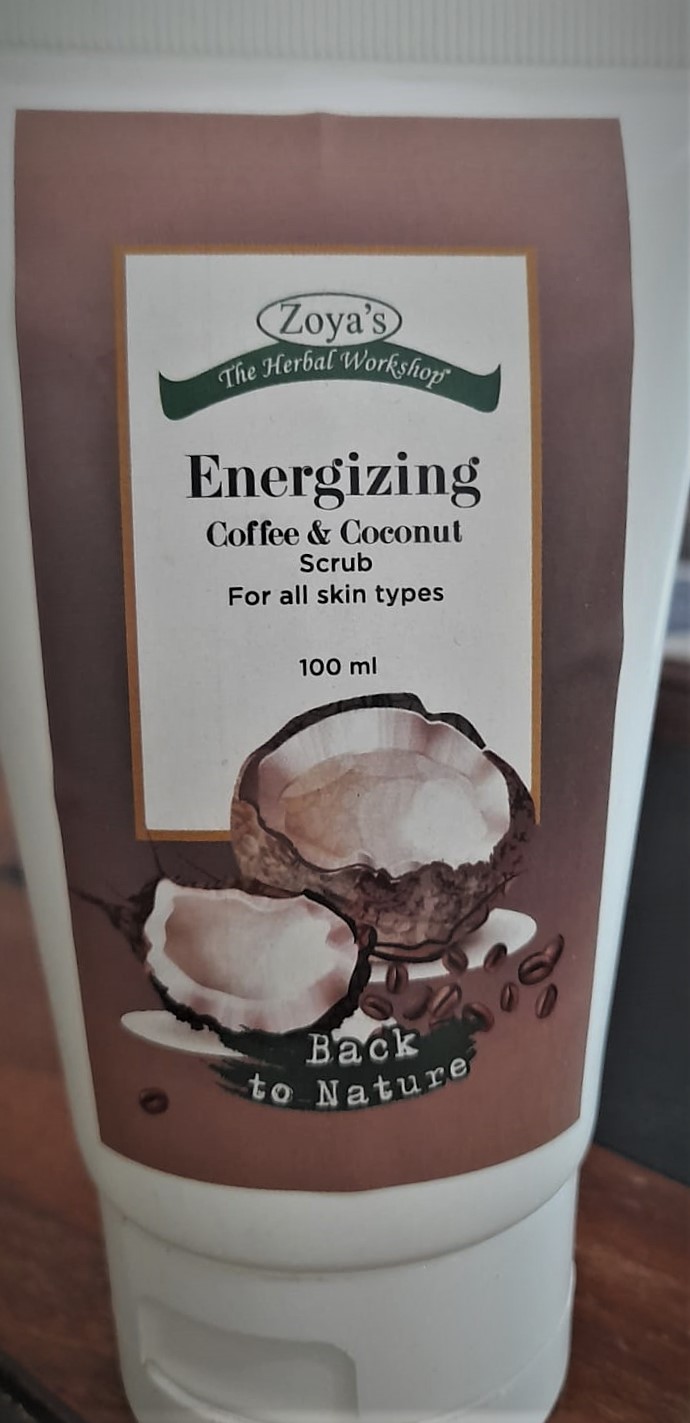 Zoya's
The Herbal Workshop
Energizing
Coffee & Coconut
Scrub
For all skin types
100 ml
Back
to Nature